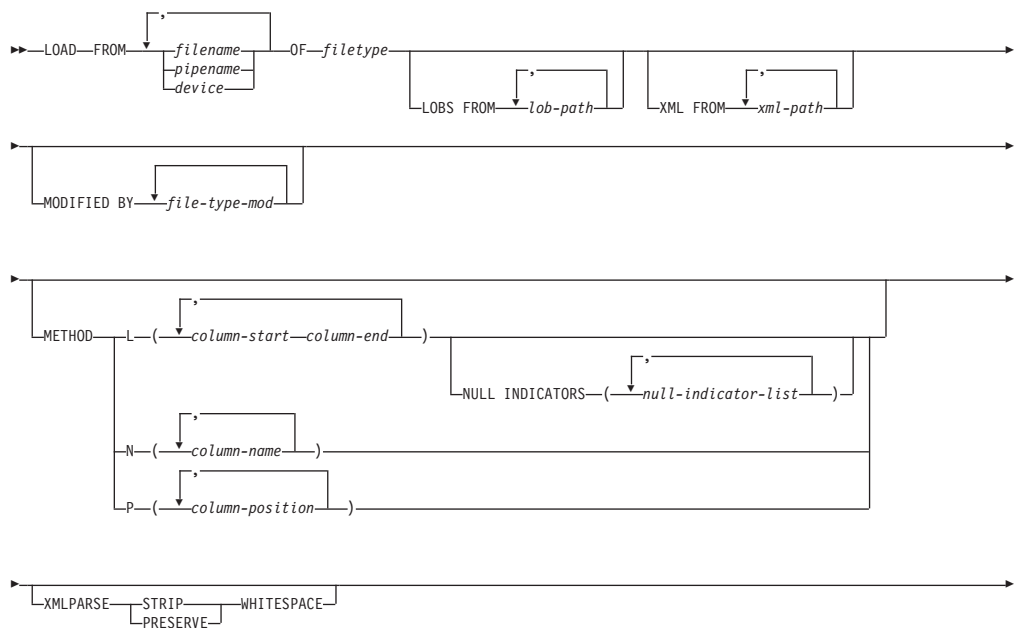 ,
LOAD FROM filename OF filetype
pipename
device
, ,
LOBS FROM lob-path XML FROM xml-path
MODIFIED BY file-type-mod
,
METHOD L ( column-start column-end )
,
NULL INDICATORS ( null-indicator-list )
,
N ( column-name )
,
P ( column-position )
XMLPARSE STRIP WHITESPACE
PRESERVE